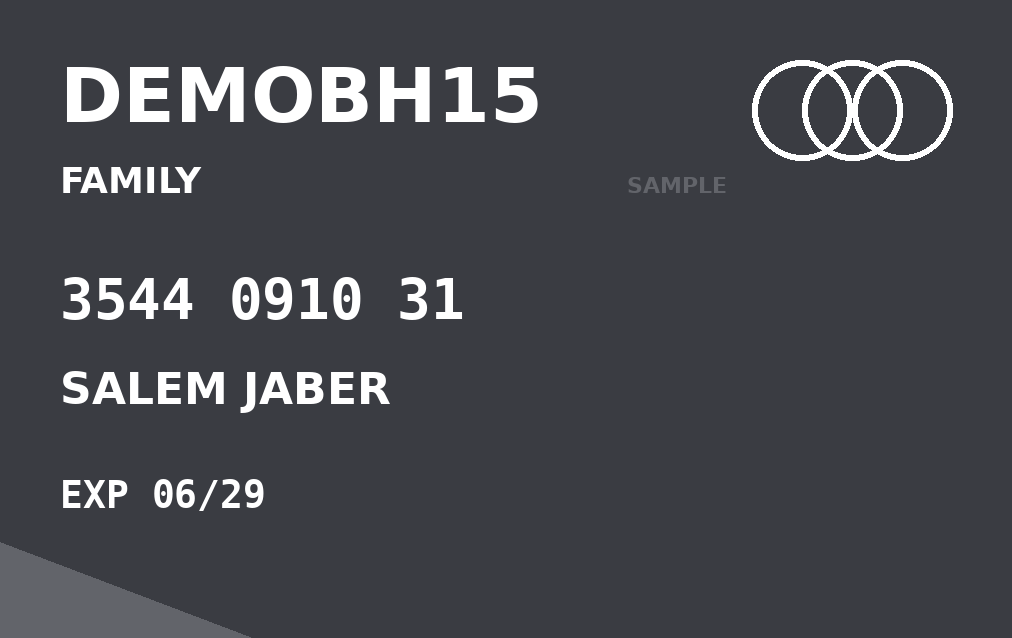 DEMOBH15
FAMILY
SAMPLE
3544 0910 31
SALEM JABER
EXP 06/29